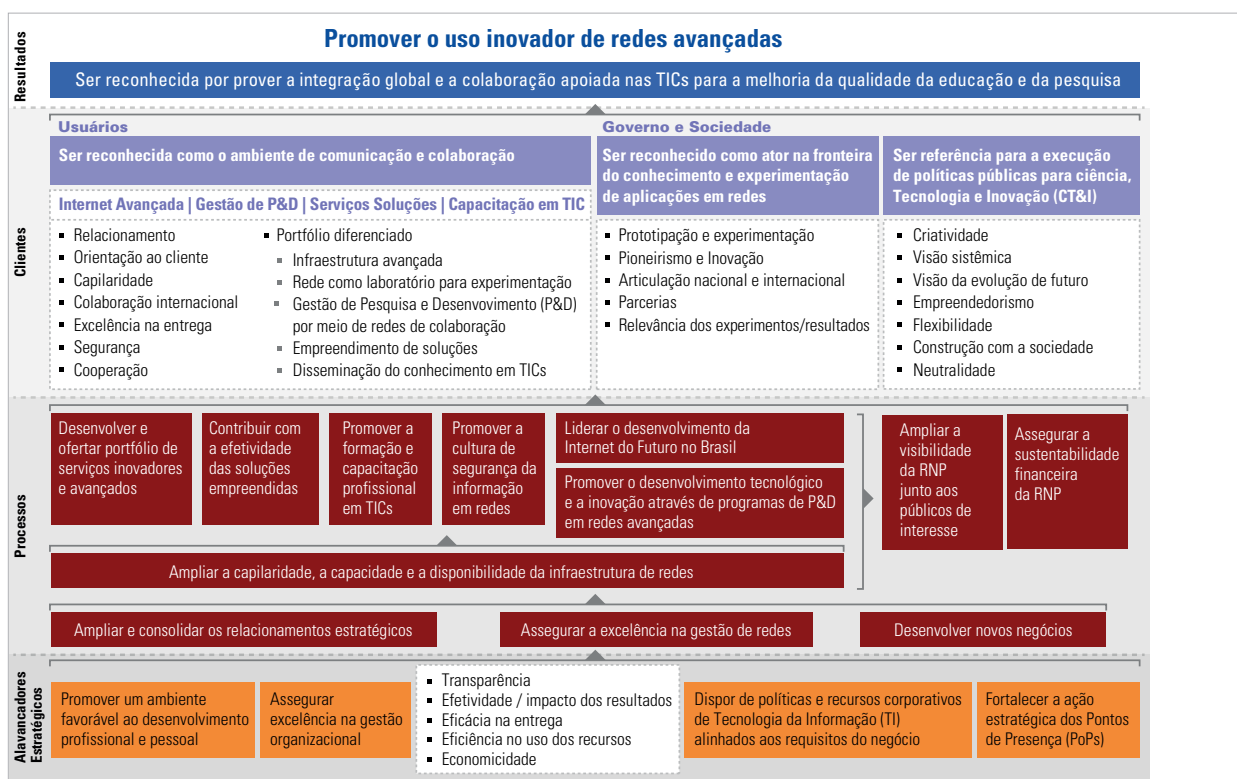 Resultados
Promover o uso inovador de redes avançadas
Ser reconhecida por prover a integração global e a colaboração apoiada nas TICs para a melhoria da qualidade da educação e da pesquisa
Clientes
Usuários
Ser reconhecida como o ambiente de comunicação e colaboração
Internet Avançada | Gestão de P&D | Serviços Soluções | Capacitação em TIC
▪ Relacionamento
▪ Orientação ao cliente
▪ Capilaridade
▪ Colaboração internacional
▪ Excelência na entrega
▪ Segurança
▪ Cooperação
▪ Portfólio diferenciado
▪ Infraestrutura avançada
▪ Rede como laboratório para experimentação
▪ Gestão de Pesquisa e Desenvovimento (P&D)
por meio de redes de colaboração
▪ Empreendimento de soluções
▪ Disseminação do conhecimento em TICs
Governo e Sociedade
Ser reconhecido como ator na fronteira
do conhecimento e experimentação
de aplicações em redes
▪ Prototipação e experimentação
▪ Pioneirismo e Inovação
▪ Articulação nacional e internacional
▪ Parcerias
▪ Relevância dos experimentos/resultados
Ser referência para a execução
de políticas públicas para ciência,
Tecnologia e Inovação (CT&I)
▪ Criatividade
▪ Visão sistêmica
▪ Visão da evolução de futuro
▪ Empreendedorismo
▪ Flexibilidade
▪ Construção com a sociedade
▪ Neutralidade
Processos
Desenvolver e
ofertar portfólio de
serviços inovadores
e avançados
Contribuir com
a efetividade
das soluções
empreendidas
Promover a
formação e
capacitação
profissional
em TICs
Promover a
cultura de
segurança da
informação
em redes
Liderar o desenvolvimento da
Internet do Futuro no Brasil
Promover o desenvolvimento tecnológico
e a inovação através de programas de P&D
em redes avançadas
Ampliar a
visibilidade
da RNP
junto aos
públicos de
interesse
Assegurar a
sustentabilidade
financeira
da RNP
Ampliar a capilaridade, a capacidade e a disponibilidade da infraestrutura de redes
Ampliar e consolidar os relacionamentos estratégicos
Assegurar a excelência na gestão de redes
Desenvolver novos negócios
Alavancadores
Estratégicos
Promover um ambiente
favorável ao desenvolvimento
profissional e pessoal
Assegurar
excelência na gestão
organizacional
▪ Transparência
▪ Efetividade / impacto dos resultados
▪ Eficácia na entrega
▪ Eficiência no uso dos recursos
▪ Economicidade
Dispor de políticas e recursos corporativos
de Tecnologia da Informação (TI)
alinhados aos requisitos do negócio
Fortalecer a ação
estratégica dos Pontos
de Presença (PoPs)